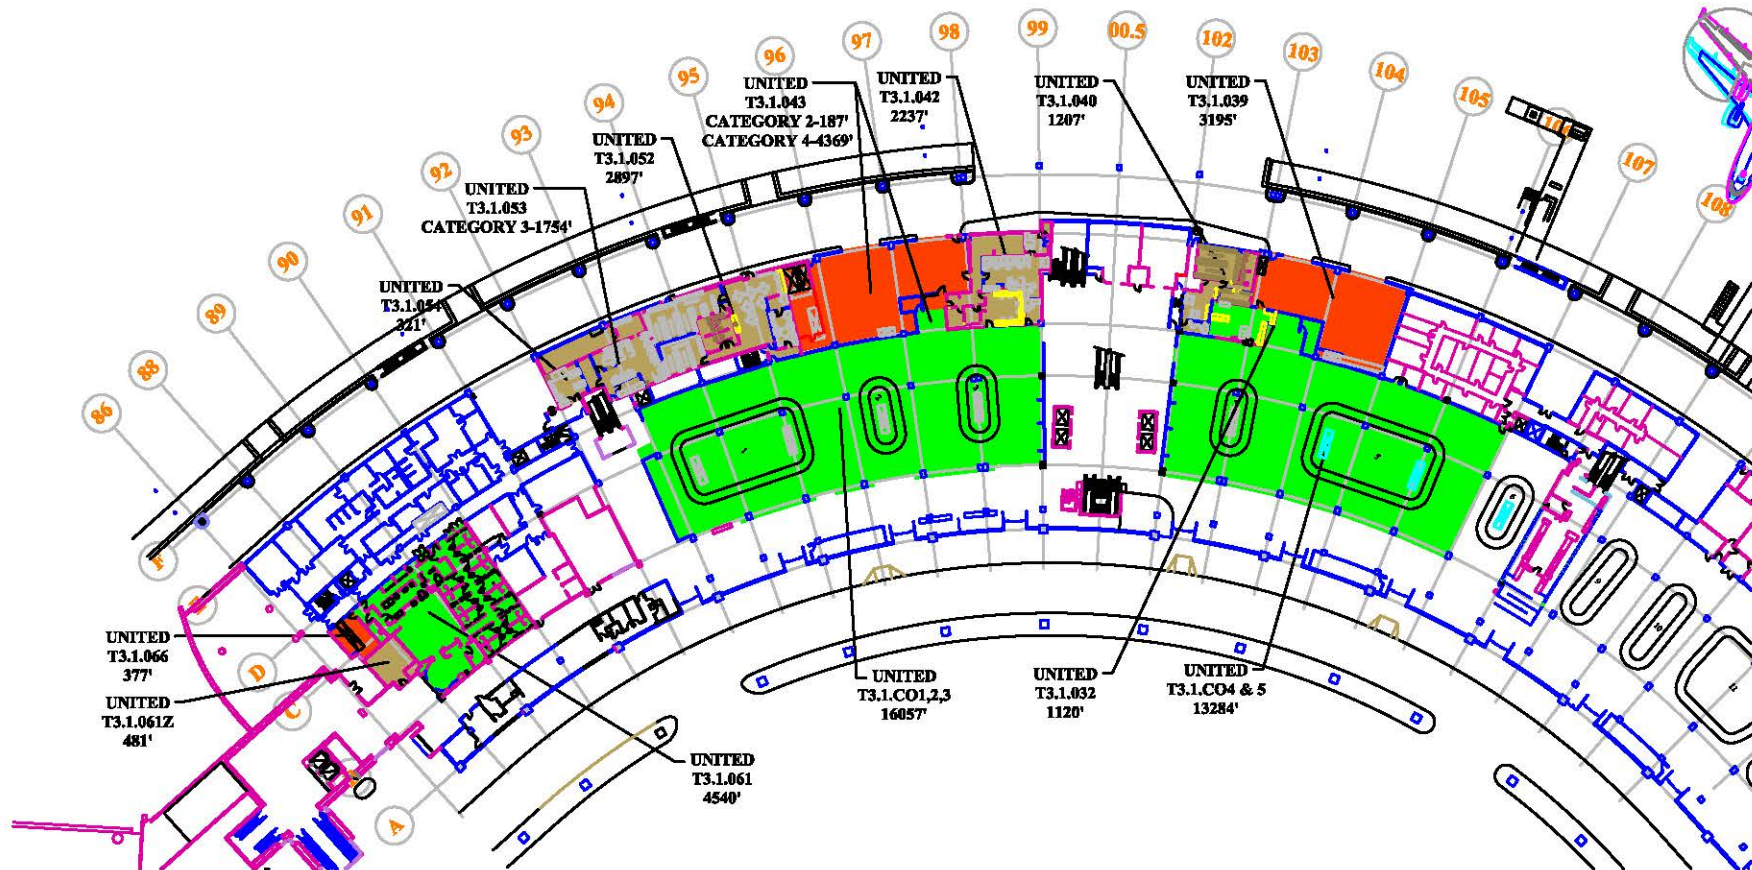 86
88
89
90
91
92
93
94
95
96
97
98
99
00.5
102
103
104
105
107
108
UNITED
T3.1.043
CATEGORY 2-187'
CATEGORY 4-4369'
UNITED
T3.1.042
2237'
UNITED
T3.1.040
1207'
UNITED
T3.1.039
3195'
UNITED
T3.1.052
2897'
UNITED
T3.1.053
CATEGORY 3-1754'
UNITED
T3.1.054
321'
F
D
C
A
UNITED
T3.1.066
377'
UNITED
T3.1.061Z
481'
UNITED
T3.1.CO1,2,3
16057'
UNITED
T3.1.032
1120'
UNITED
T3.1.CO4 & 5
13284'
UNITED
T3.1.061
4540'